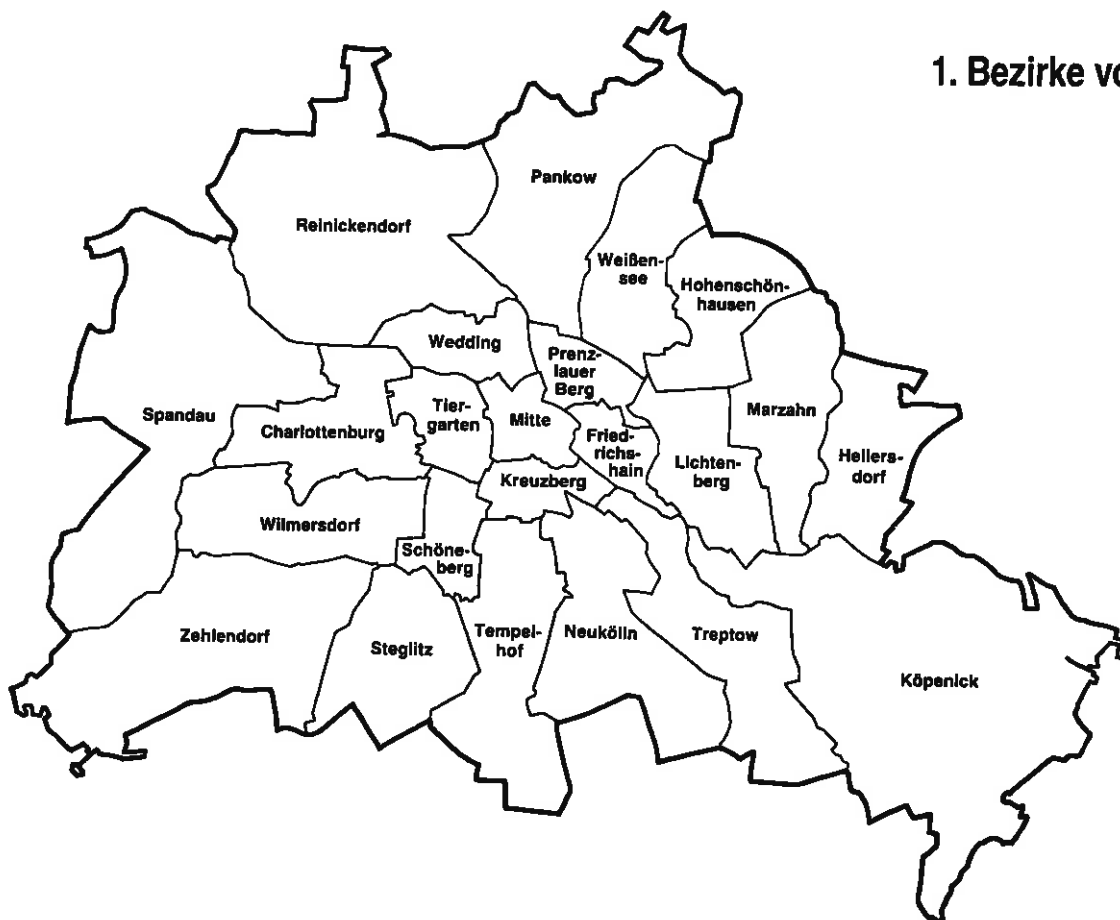 1. Bezirke vo
Pankow
Reinickendorf
Weißen-
see
Hohenschön-
hausen
Wedding
Prenz-
lauer
Berg
Spandau
Charlottenburg
Tier-
garten
Mitte
Fried-
richs-
hain
Marzahn
Lichten-
berg
Hellers-
dorf
Kreuzberg
Wilmersdorf
Schöne-
berg
Zehlendorf
Steglitz
Tempel-
hof
Neukölln
Treptow
Köpenick